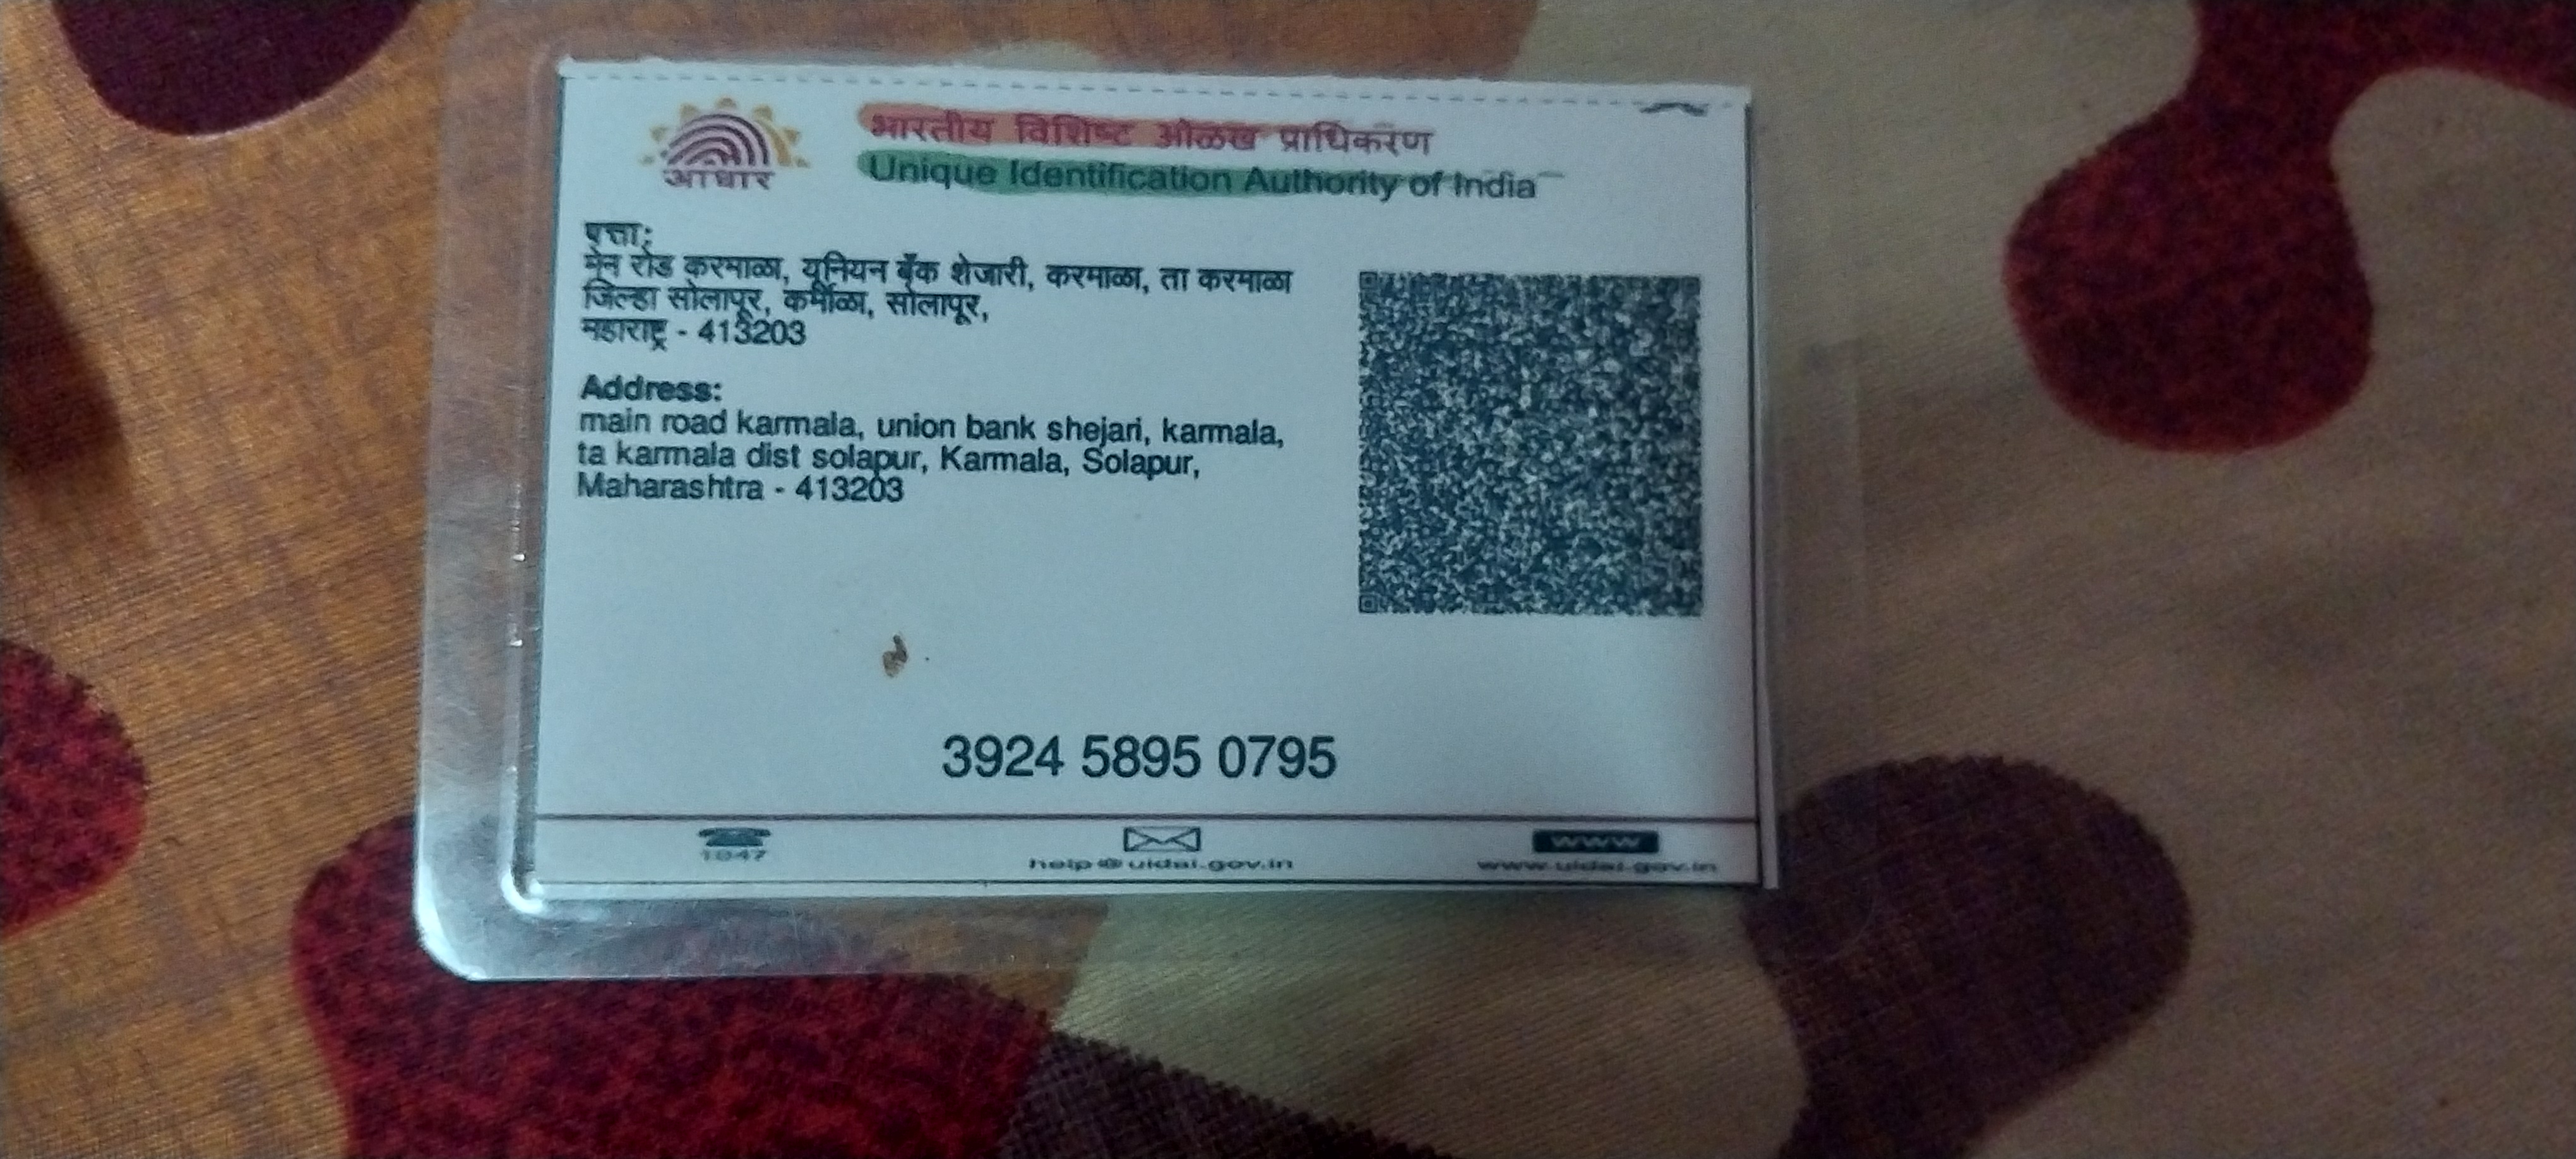 आधार
भारतीय विशिष्ट ओळख प्राधिकरण
Unique Identification Authority of India
पत्ता:
मेन रोड करमाळा, यूनियन बँक शेजारी, करमाळा, ता करमाळा
जिल्हा सोलापूर, कर्माळा, सोलापूर,
महाराष्ट्र - 413203
Address:
main road karmala, union bank shejari, karmala,
ta karmala dist solapur, Karmala, Solapur,
Maharashtra - 413203
3924 5895 0795
1947
help@uidai.gov.in
www
www.uidai.gov.in